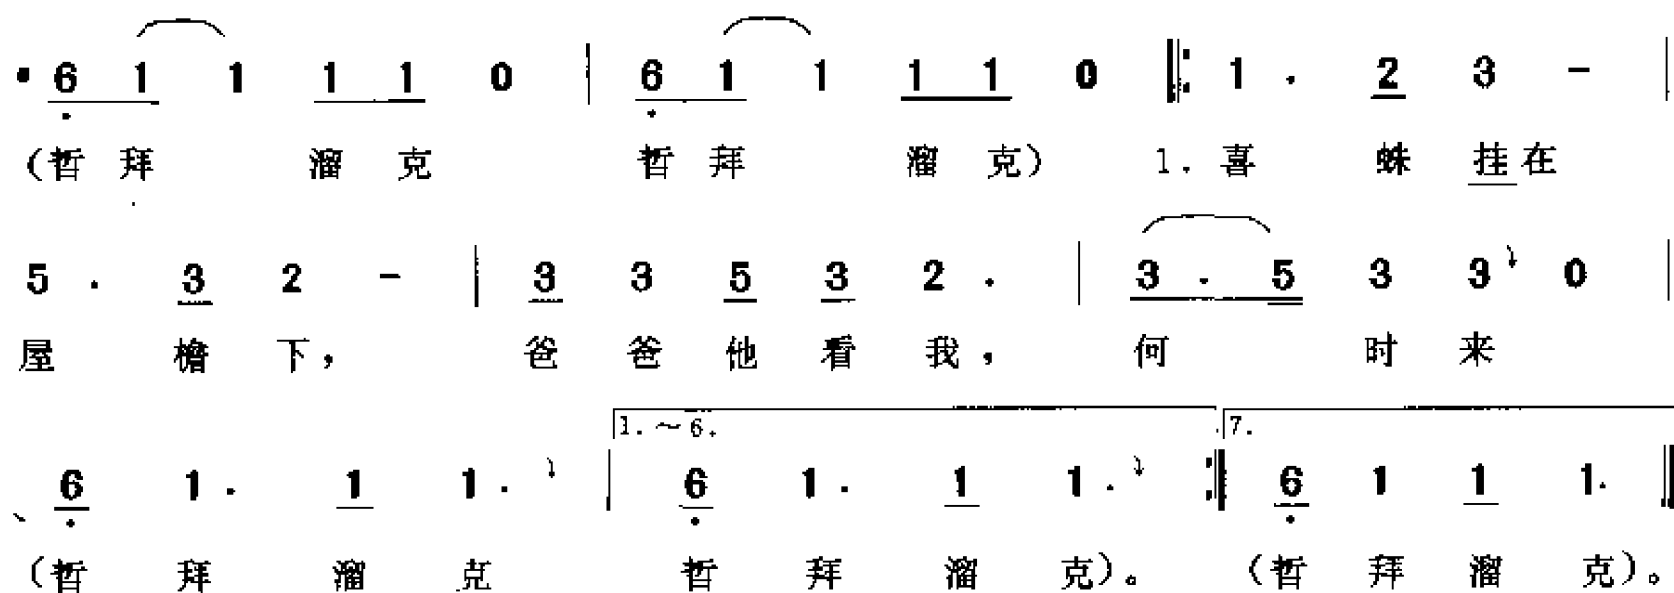 6 1 1 1 1 0 | 6 1 1 1 1 0 ‖: 1 . 2 3 - |
(哲拜 溜克 哲拜 溜克) 1.喜 蛛 挂在
5 . 3 2 - | 3 3 5 3 2 . | 3 . 5 3 3 0 |
屋 檐 下, 爸 爸 他 看 我, 何 时 来
1.～6. 7.
6 1. 1 1. | 6 1. 1 1. :‖ 6 1 1 1. ‖
(哲 拜 溜 克 哲 拜 溜 克)。 (哲 拜 溜 克)。